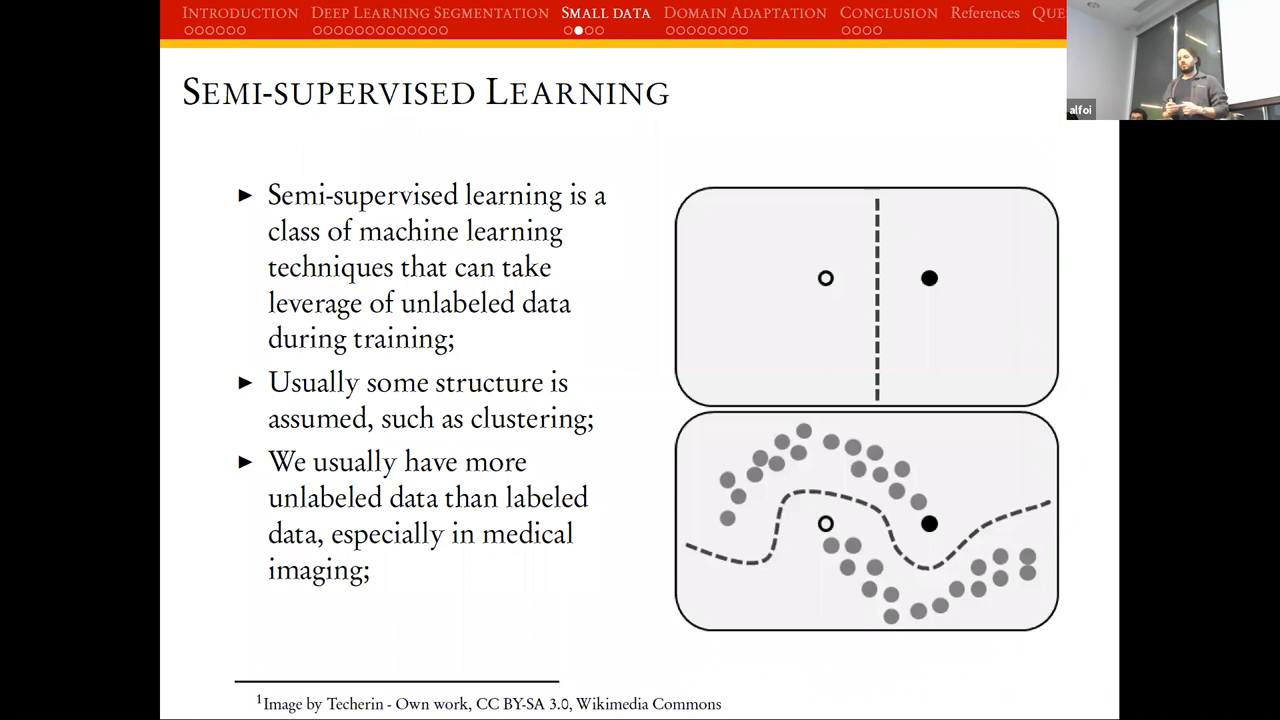 INTRODUCTION DEEP LEARNING SEGMENTATION SMALL DATA DOMAIN ADAPTATION CONCLUSION References QUE
alfoi
SEMI-SUPERVISED LEARNING
► Semi-supervised learning is a
class of machine learning
techniques that can take
leverage of unlabeled data
during training;
► Usually some structure is
assumed, such as clustering;
► We usually have more
unlabeled data than labeled
data, especially in medical
imaging;
1Image by Techerin - Own work, CC BY-SA 3.0, Wikimedia Commons